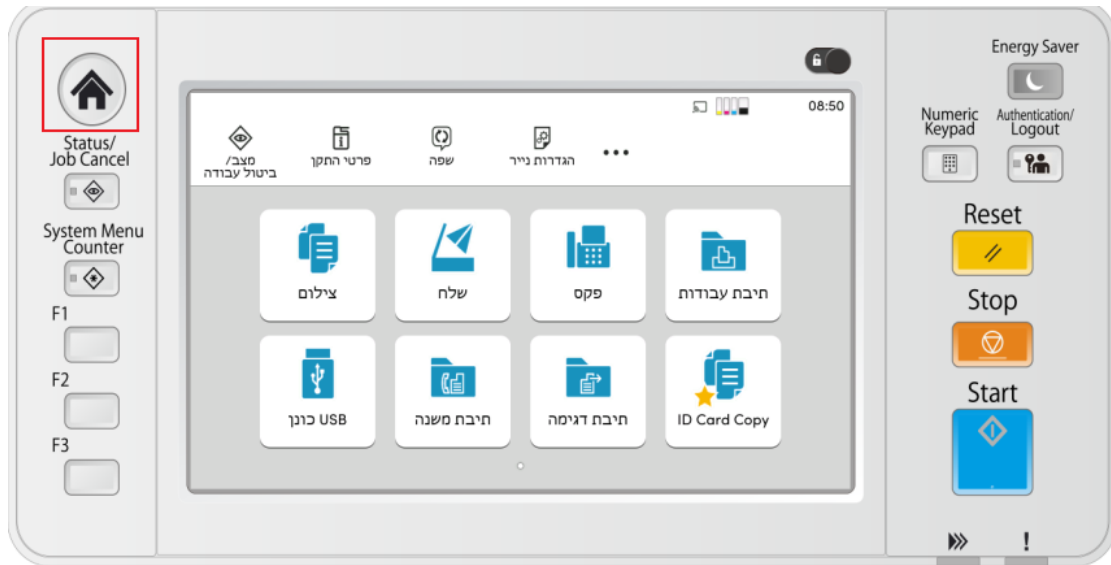 Status/
Job Cancel
System Menu
Counter
F1
F2
F3
08:50
מצב/
ביטול עבודה
פרטי התקן
שפה
הגדרות נייר
צילום
שלח
פקס
תיבת עבודות
כונן USB
תיבת משנה
תיבת דגימה
ID Card Copy
Energy Saver
Numeric
Keypad
Authentication/
Logout
Reset
Stop
Start